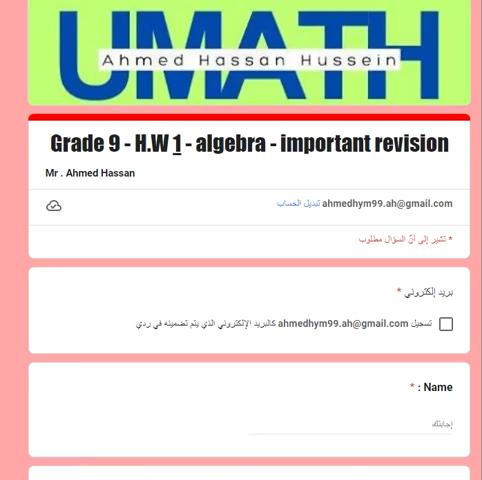 UMATH
Ahmed Hassan Hussein
Grade 9 - H.W 1 - algebra - important revision
Mr . Ahmed Hassan
ahmedhym99.ah@gmail.com تبديل الحساب
* تشير إلى أنّ السؤال مطلوب
بريد إلكتروني *
تسجيل ahmedhym99.ah@gmail.com كالبريد الإلكتروني الذي يتم تضمينه في ردي
Name : *
إجابتك